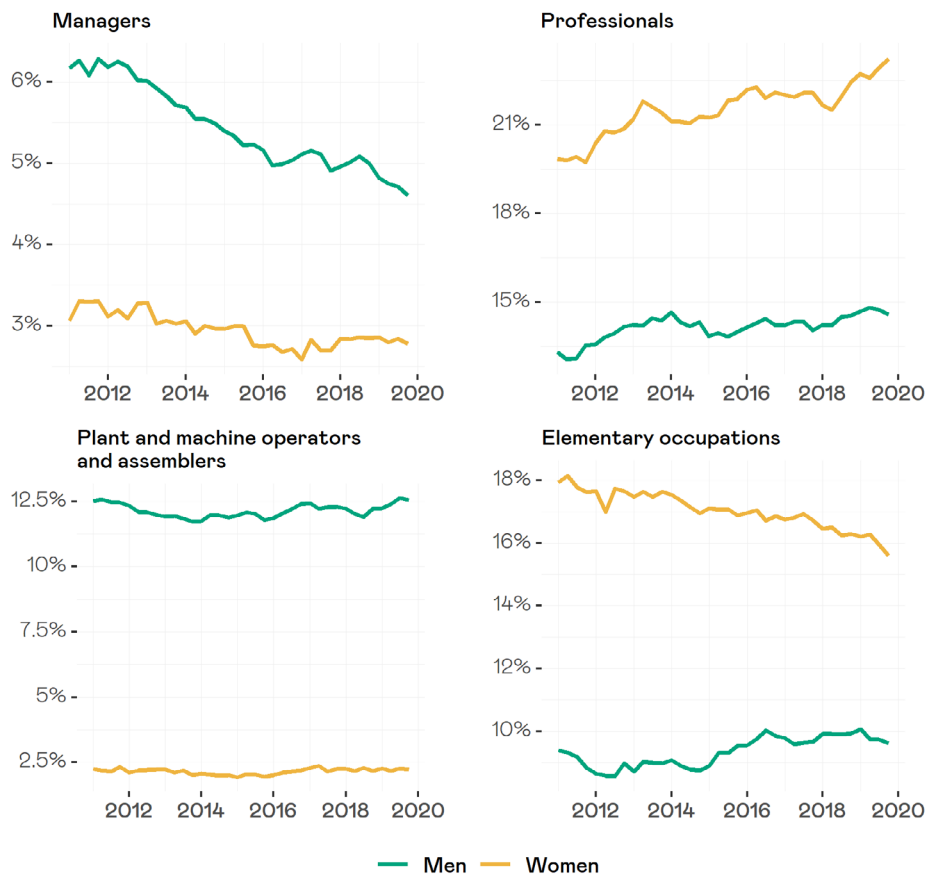 Managers
6%
5%
4%
3%
2012 2014 2016 2018 2020
Professionals
21%
18%
15%
2012 2014 2016 2018 2020
Plant and machine operators
and assemblers
12.5%
10%
7.5%
5%
2.5%
2012 2014 2016 2018 2020
Elementary occupations
18%
16%
14%
12%
10%
2012 2014 2016 2018 2020
Men Women